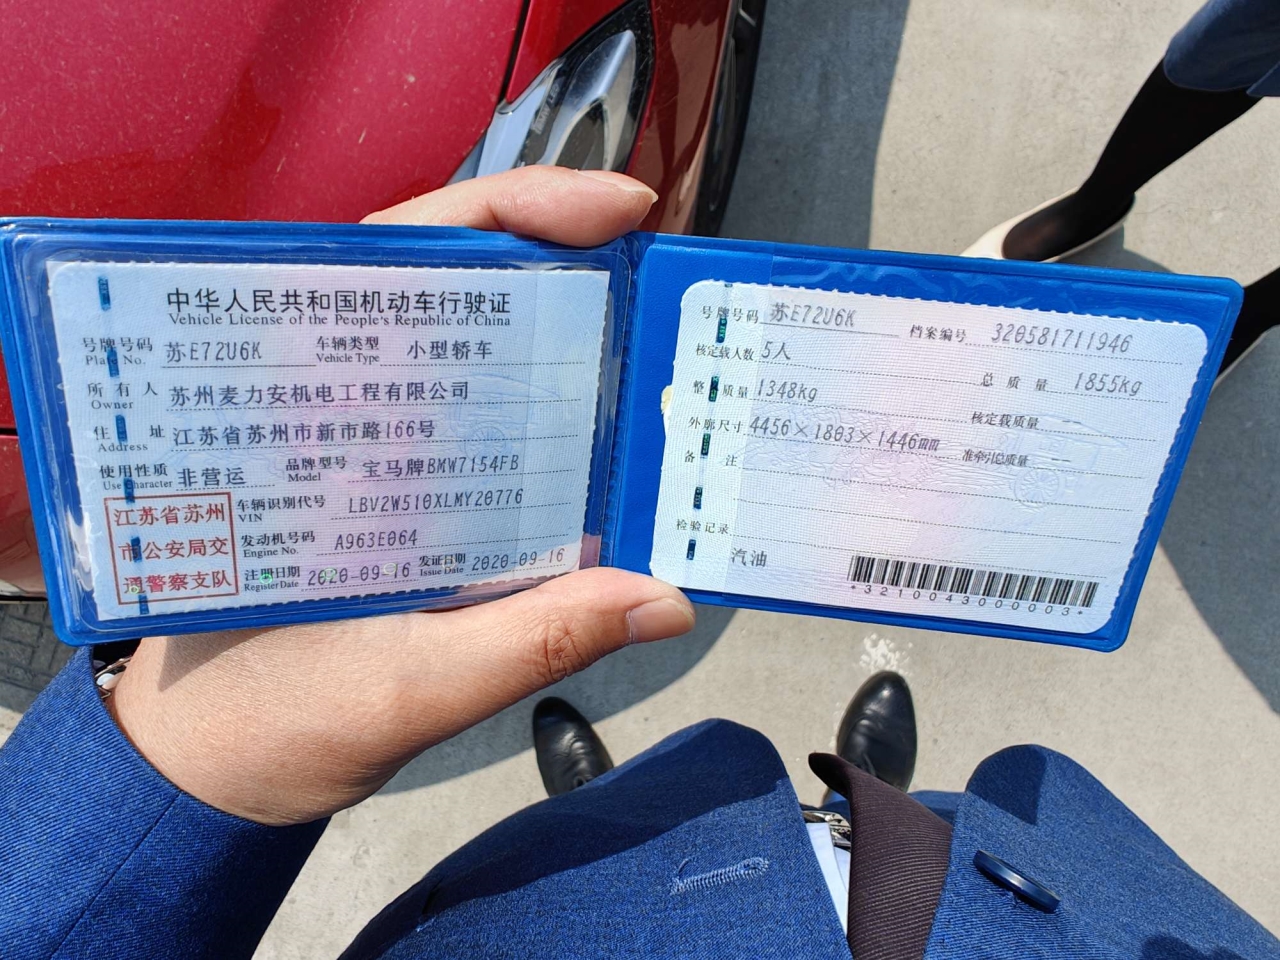 中华人民共和国机动车行驶证
Vehicle License of the People's Republic of China
号牌号码 苏E72U6K 车辆类型 小型轿车
Plate No. Vehicle Type
所有人 苏州麦力安机电工程有限公司
Owner
住址 江苏省苏州市新市路166号
Address
使用性质 非营运 品牌型号 宝马牌BMW7154FB
Use Character Model
江苏省苏州
市公安局交
通警察支队
车辆识别代号 LBV2W510XLMY20776
VIN
发动机号码 A963E064
Engine No.
注册日期 2020-09-16 发证日期 2020-09-16
Register Date Issue Date
号牌号码 苏E72U6K 档案编号 320581711946
核定载人数 5人 总质量 1855kg
整备质量 1348kg 核定载质量 --
外廓尺寸 4456×1803×1446mm 准牵引总质量 --
备注
检验记录
汽油
*3210043000003*